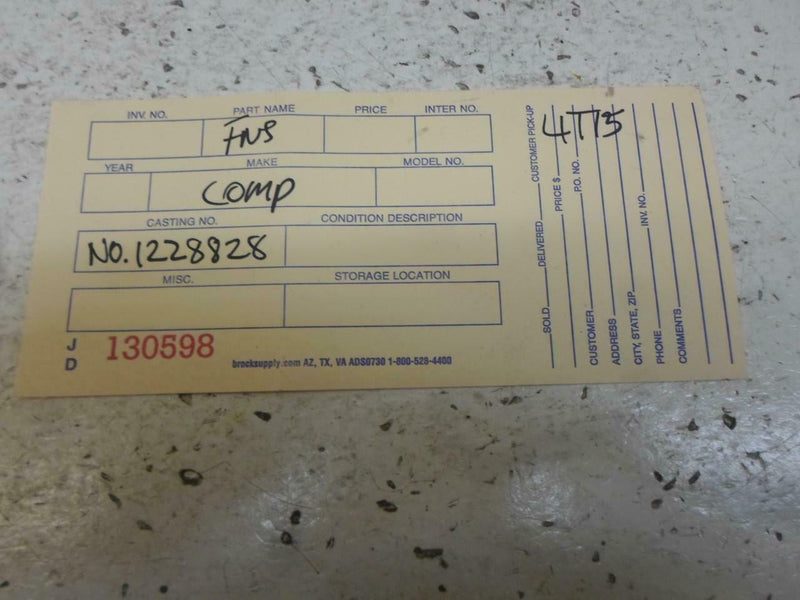 INV. NO. PART NAME PRICE INTER NO.
FNS
YEAR MAKE MODEL NO.
COMP
CASTING NO. CONDITION DESCRIPTION
NO.1228828
MISC. STORAGE LOCATION
J
D
130598
brocksupply.com AZ, TX, VA ADS0730 1-800-528-4400
4TT5
SOLD DELIVERED CUSTOMER PICK-UP
PRICE $
P.O. NO.
CUSTOMER
ADDRESS
CITY, STATE, ZIP INV. NO.
PHONE
COMMENTS